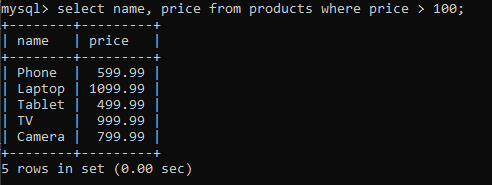 mysql> select name, price from products where price > 100;
+--------+---------+
| name   | price   |
+--------+---------+
| Phone  |  599.99 |
| Laptop | 1099.99 |
| Tablet |  499.99 |
| TV     |  999.99 |
| Camera |  799.99 |
+--------+---------+
5 rows in set (0.00 sec)